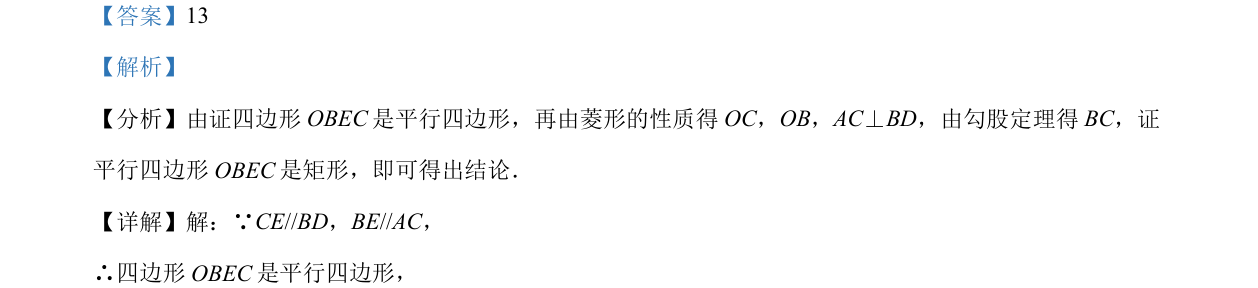 【答案】13
【解析】
【分析】由证四边形 OBEC 是平行四边形，再由菱形的性质得 OC，OB，AC⊥BD，由勾股定理得 BC，证
平行四边形 OBEC 是矩形，即可得出结论．
【详解】解：∵CE//BD，BE//AC，
∴四边形 OBEC 是平行四边形，